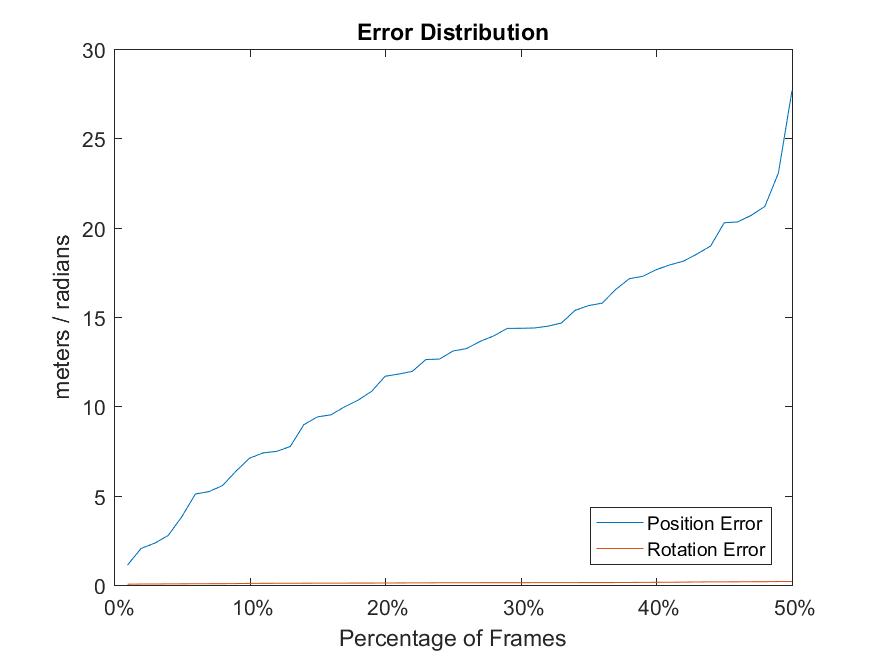 Error Distribution
30
25
20
15
10
5
0
meters / radians
Position Error
Rotation Error
0% 10% 20% 30% 40% 50%
Percentage of Frames